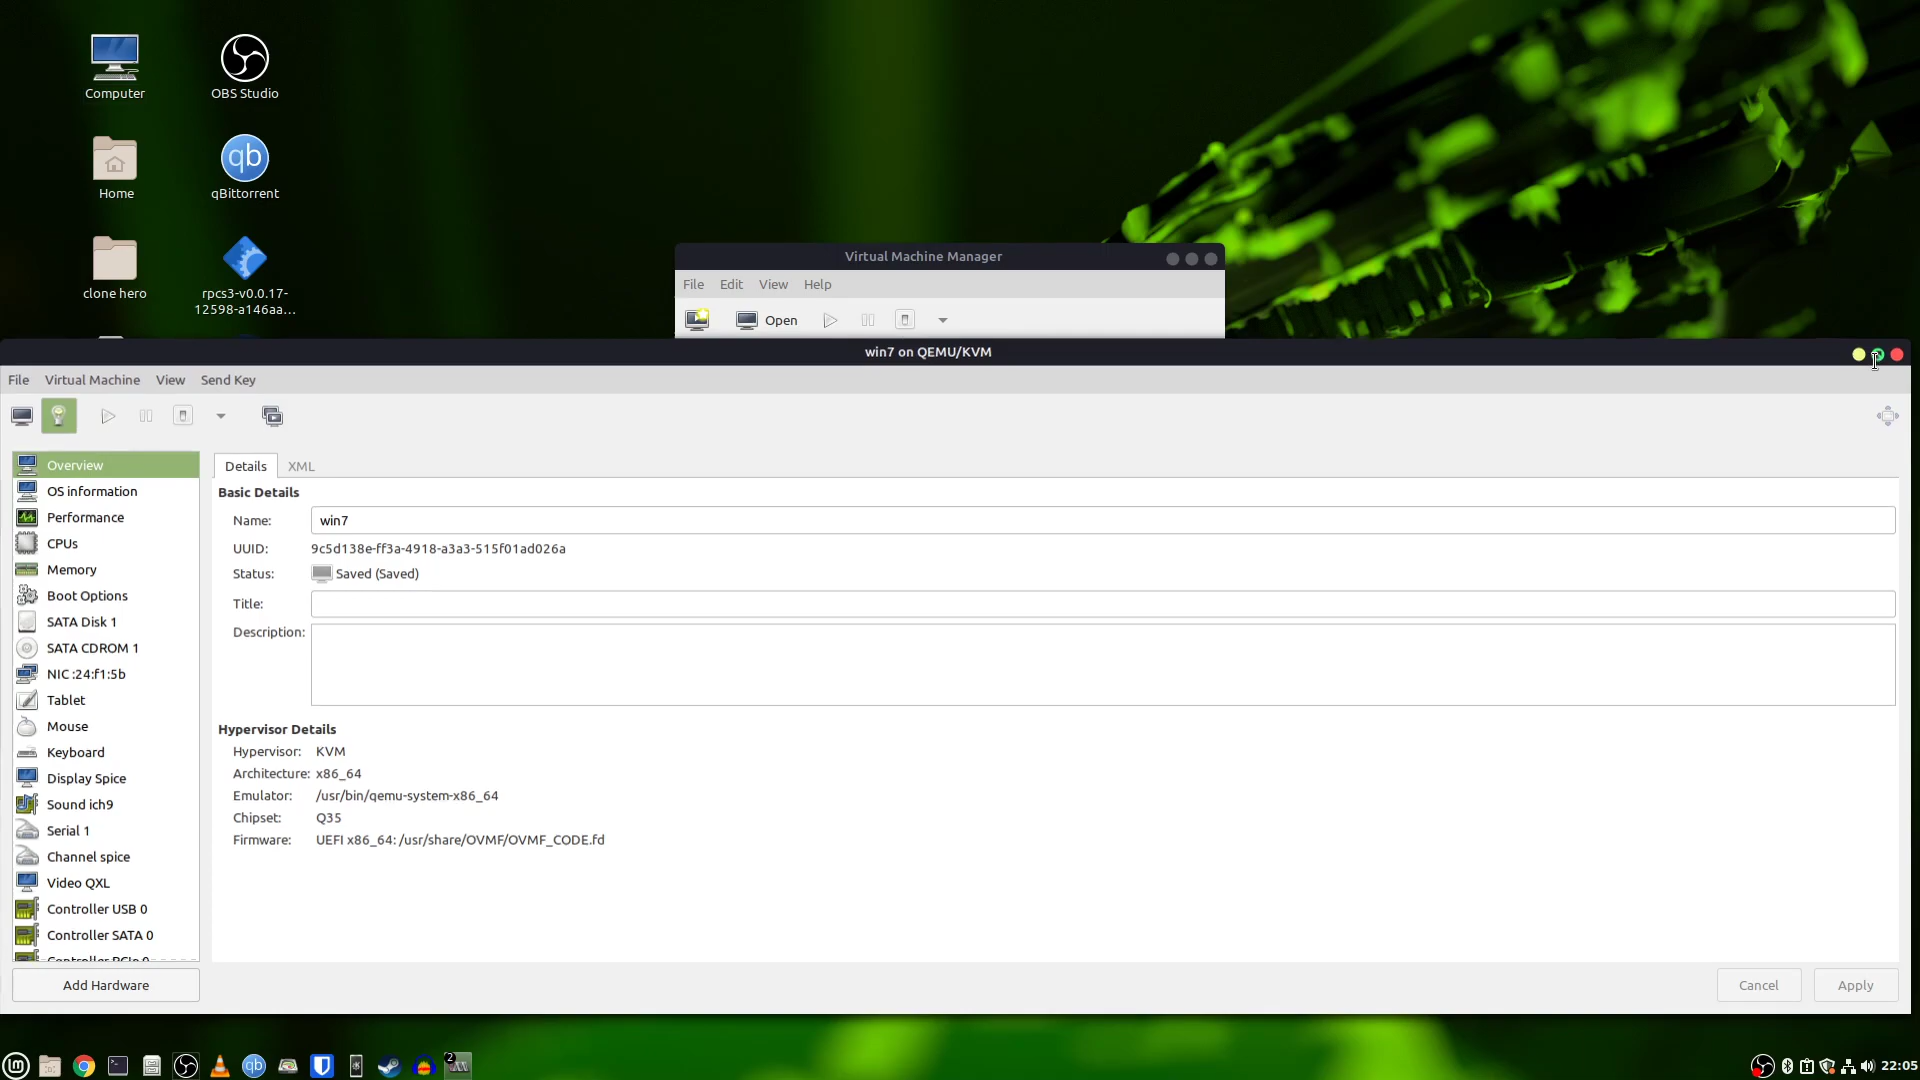 Computer
OBS Studio
Home
qBittorrent
clone hero
rpcs3-v0.0.17-
12598-a146aa...
Virtual Machine Manager
File Edit View Help
Open
win7 on QEMU/KVM
File Virtual Machine View Send Key
Overview
OS information
Performance
CPUs
Memory
Boot Options
SATA Disk 1
SATA CDROM 1
NIC :24:f1:5b
Tablet
Mouse
Keyboard
Display Spice
Sound ich9
Serial 1
Channel spice
Video QXL
Controller USB 0
Controller SATA 0
Controller PCIe 0
Add Hardware
Details XML
Basic Details
Name: win7
UUID: 9c5d138e-ff3a-4918-a3a3-515f01ad026a
Status: Saved (Saved)
Title:
Description:
Hypervisor Details
Hypervisor: KVM
Architecture: x86_64
Emulator: /usr/bin/qemu-system-x86_64
Chipset: Q35
Firmware: UEFI x86_64: /usr/share/OVMF/OVMF_CODE.fd
Cancel Apply
2
22:05